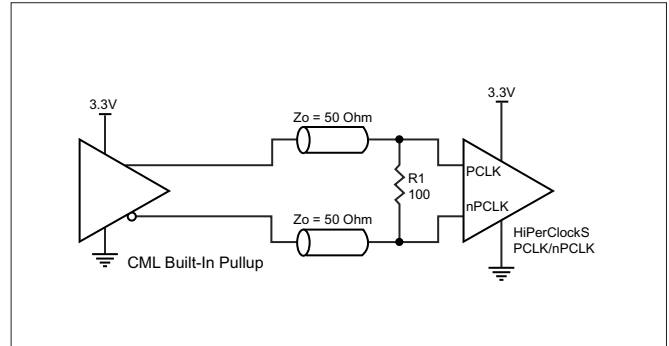 3.3V
3.3V
Zo = 50 Ohm
PCLK
R1
100
nPCLK
Zo = 50 Ohm
HiPerClockS
PCLK/nPCLK
CML Built-In Pullup